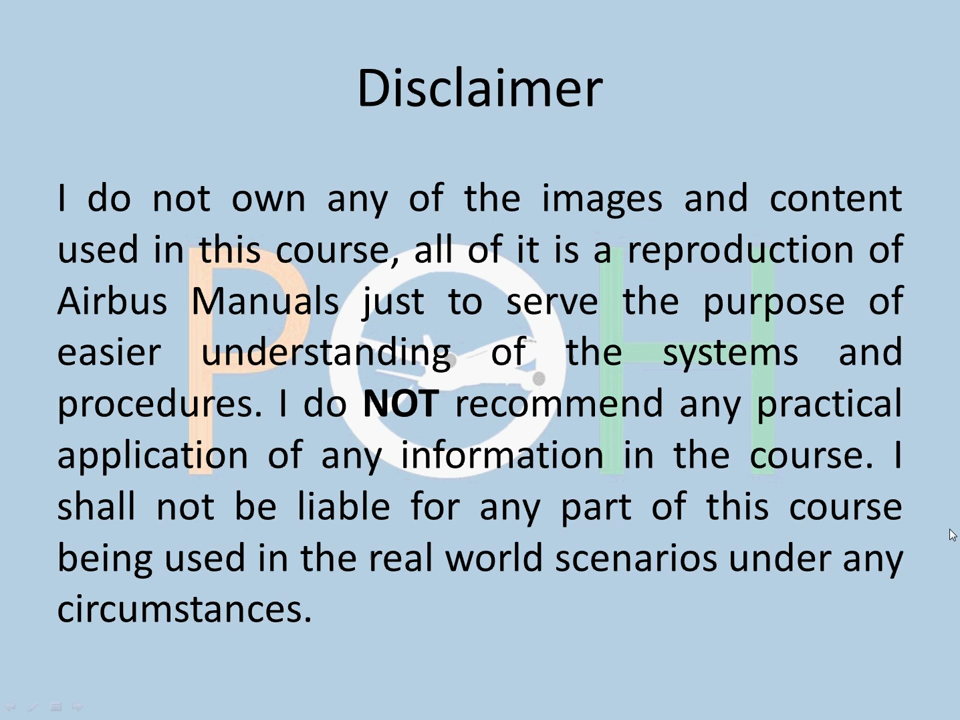 Disclaimer
I do not own any of the images and content
used in this course, all of it is a reproduction of
Airbus Manuals just to serve the purpose of
easier understanding of the systems and
procedures. I do NOT recommend any practical
application of any information in the course. I
shall not be liable for any part of this course
being used in the real world scenarios under any
circumstances.
POH